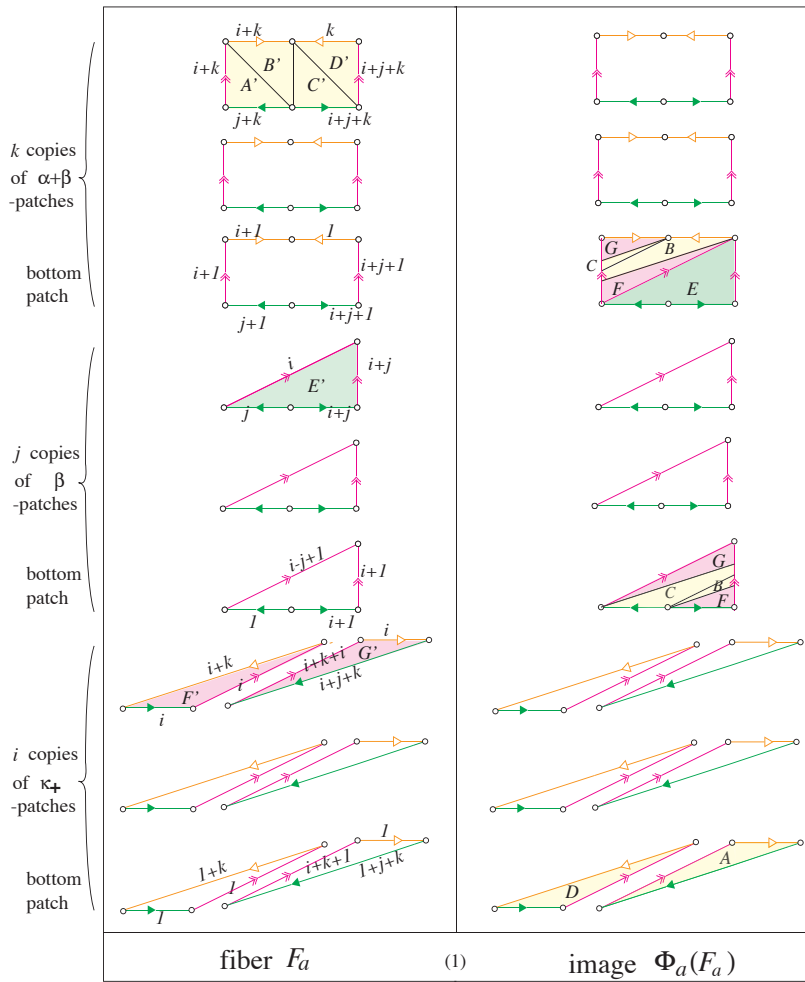 i+k k
i+k B' D' i+j+k
A' C'
j+k i+j+k
k copies
of α+β
-patches
i+1 1
i+1 i+j+1
bottom
patch
j+1 i+j+1
G B
C
F E
i i+j
E'
j i+j
j copies
of β
-patches
i-j+1
i+1
bottom
patch
1 i+1
G
C B
F
i
i+k i+k+i G'
F' i i+j+k
i
i copies
of κ+
-patches
1
1+k i+k+1 1+j+k
1
bottom
patch
1
A
D
fiber Fa (1) image Φa(Fa)